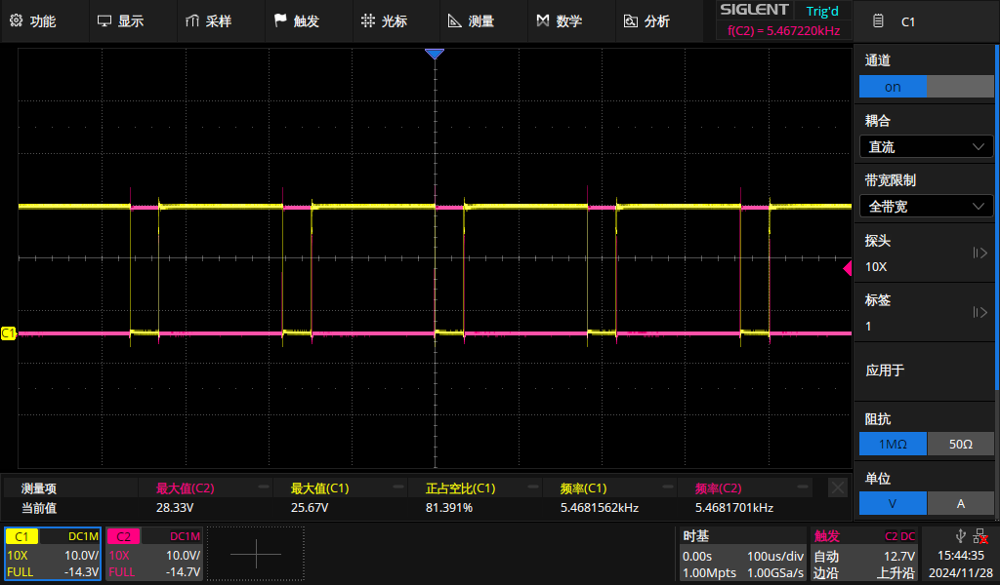 功能 显示 采样 触发 光标 测量 数学 分析
SIGLENT Trig'd
f(C2) = 5.467220kHz
C1
通道
on
耦合
直流
带宽限制
全带宽
探头
10X
标签
1
应用于
阻抗
1MΩ 50Ω
单位
V A
C1
测量项 最大值(C2) 最大值(C1) 正占空比(C1) 频率(C1) 频率(C2)
当前值 28.33V 25.67V 81.391% 5.4681562kHz 5.4681701kHz
C1 DC1M
10X 10.0V/
FULL -14.3V
C2 DC1M
10X 10.0V/
FULL -14.7V
时基
0.00s 100us/div
1.00Mpts 1.00GSa/s
触发 C2 DC
自动 12.7V
边沿 上升沿
15:44:35
2024/11/28